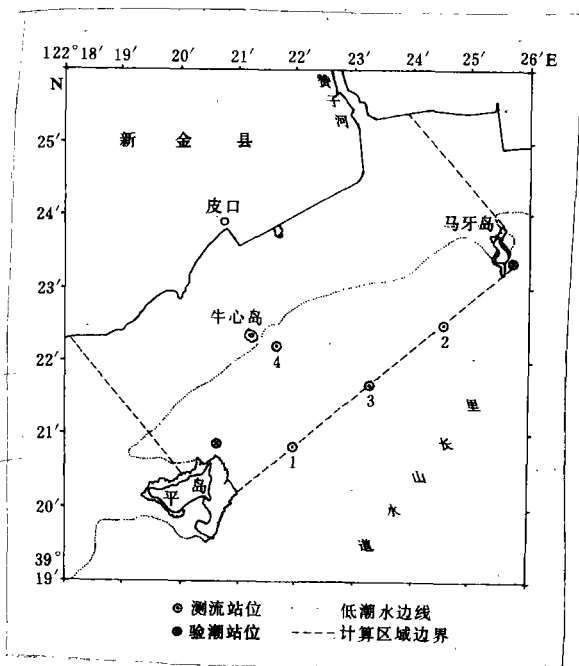 122°18′ 19′ 20′ 21′ 22′ 23′ 24′ 25′ 26′ E
N
25′
24′
23′
22′
21′
20′
39°
19′
新金县
赞子河
皮口
马牙岛
牛心岛
4
2
3
1
平岛
里长山水道
测流站位 低潮水边线
验潮站位 计算区域边界